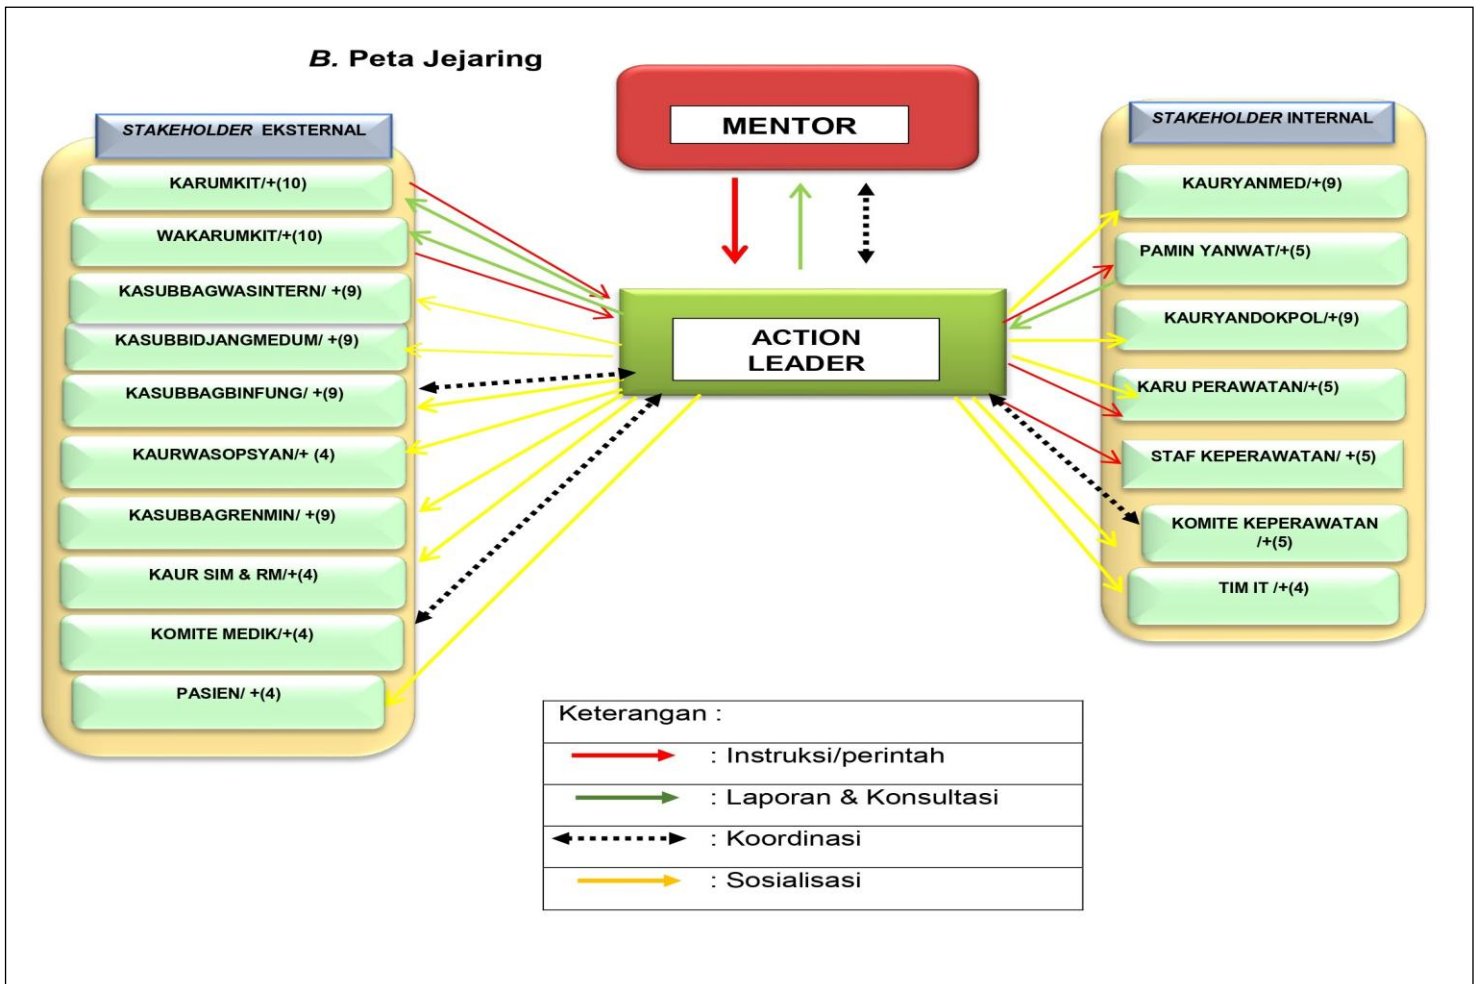 B. Peta Jejaring
MENTOR
STAKEHOLDER EKSTERNAL
KARUMKIT/+(10)
WAKARUMKIT/+(10)
KASUBBAGWASINTERN/ +(9)
KASUBBIDJANGMEDUM/ +(9)
KASUBBAGBINFUNG/ +(9)
KAURWASOPSYAN/+ (4)
KASUBBAGRENMIN/ +(9)
KAUR SIM & RM/+(4)
KOMITE MEDIK/+(4)
PASIEN/ +(4)
ACTION
LEADER
STAKEHOLDER INTERNAL
KAURYANMED/+(9)
PAMIN YANWAT/+(5)
KAURYANDOKPOL/+(9)
KARU PERAWATAN/+(5)
STAF KEPERAWATAN/ +(5)
KOMITE KEPERAWATAN
/+(5)
TIM IT /+(4)
Keterangan :
: Instruksi/perintah
: Laporan & Konsultasi
: Koordinasi
: Sosialisasi